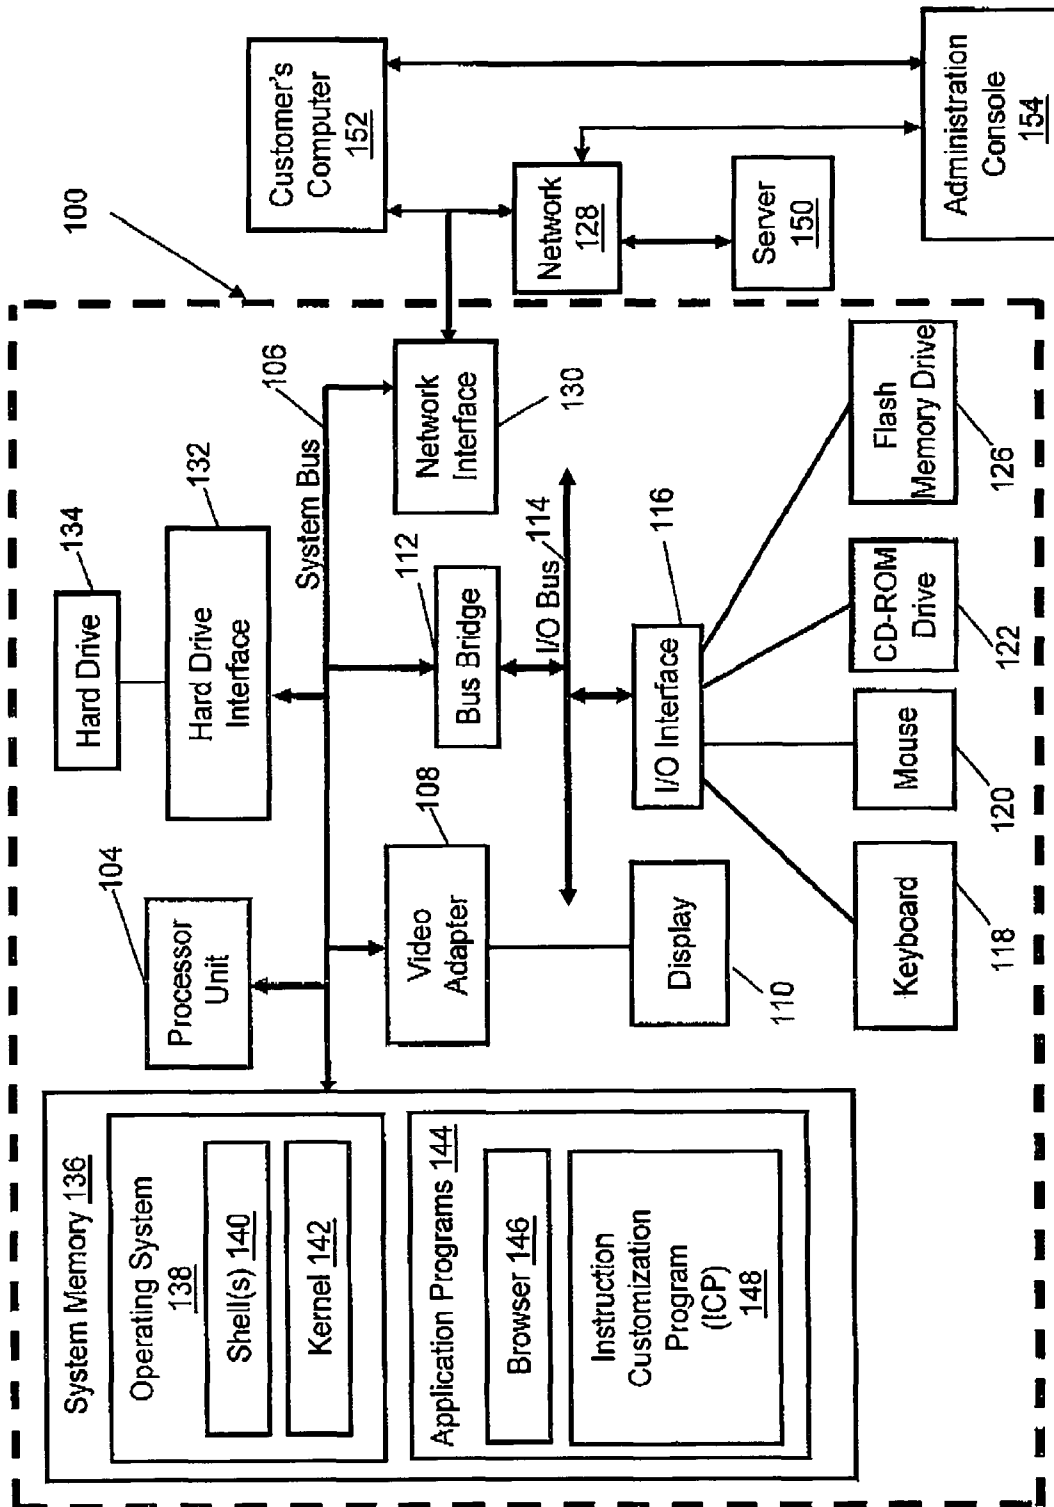 100
System Memory 136
Operating System
138
Shell(s) 140
Kernel 142
Application Programs 144
Browser 146
Instruction
Customization
Program
(ICP)
148
104
Processor
Unit
134
Hard Drive
132
Hard Drive
Interface
System Bus
106
108
Video
Adapter
112
Bus Bridge
Network
Interface
130
Display
110
I/O Bus
114
116
I/O Interface
Keyboard
118
Mouse
120
CD-ROM
Drive
122
Flash
Memory Drive
126
Customer's
Computer
152
Network
128
Server
150
Administration
Console
154